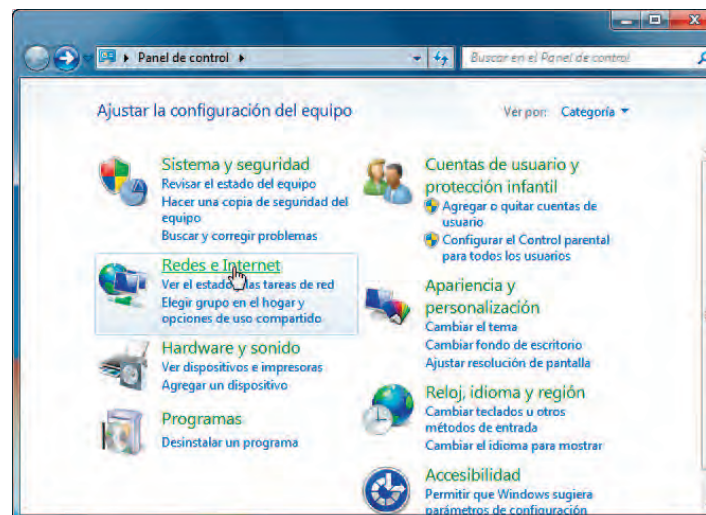 Panel de control
Buscar en el Panel de control
Ajustar la configuración del equipo
Ver por: Categoría
Sistema y seguridad
Revisar el estado del equipo
Hacer una copia de seguridad del
equipo
Buscar y corregir problemas
Redes e Internet
Ver el estado las tareas de red
Elegir grupo en el hogar y
opciones de uso compartido
Hardware y sonido
Ver dispositivos e impresoras
Agregar un dispositivo
Programas
Desinstalar un programa
Cuentas de usuario y
protección infantil
Agregar o quitar cuentas de
usuario
Configurar el Control parental
para todos los usuarios
Apariencia y
personalización
Cambiar el tema
Cambiar fondo de escritorio
Ajustar resolución de pantalla
Reloj, idioma y región
Cambiar teclados u otros
métodos de entrada
Cambiar el idioma para mostrar
Accesibilidad
Permitir que Windows sugiera
parámetros de configuración